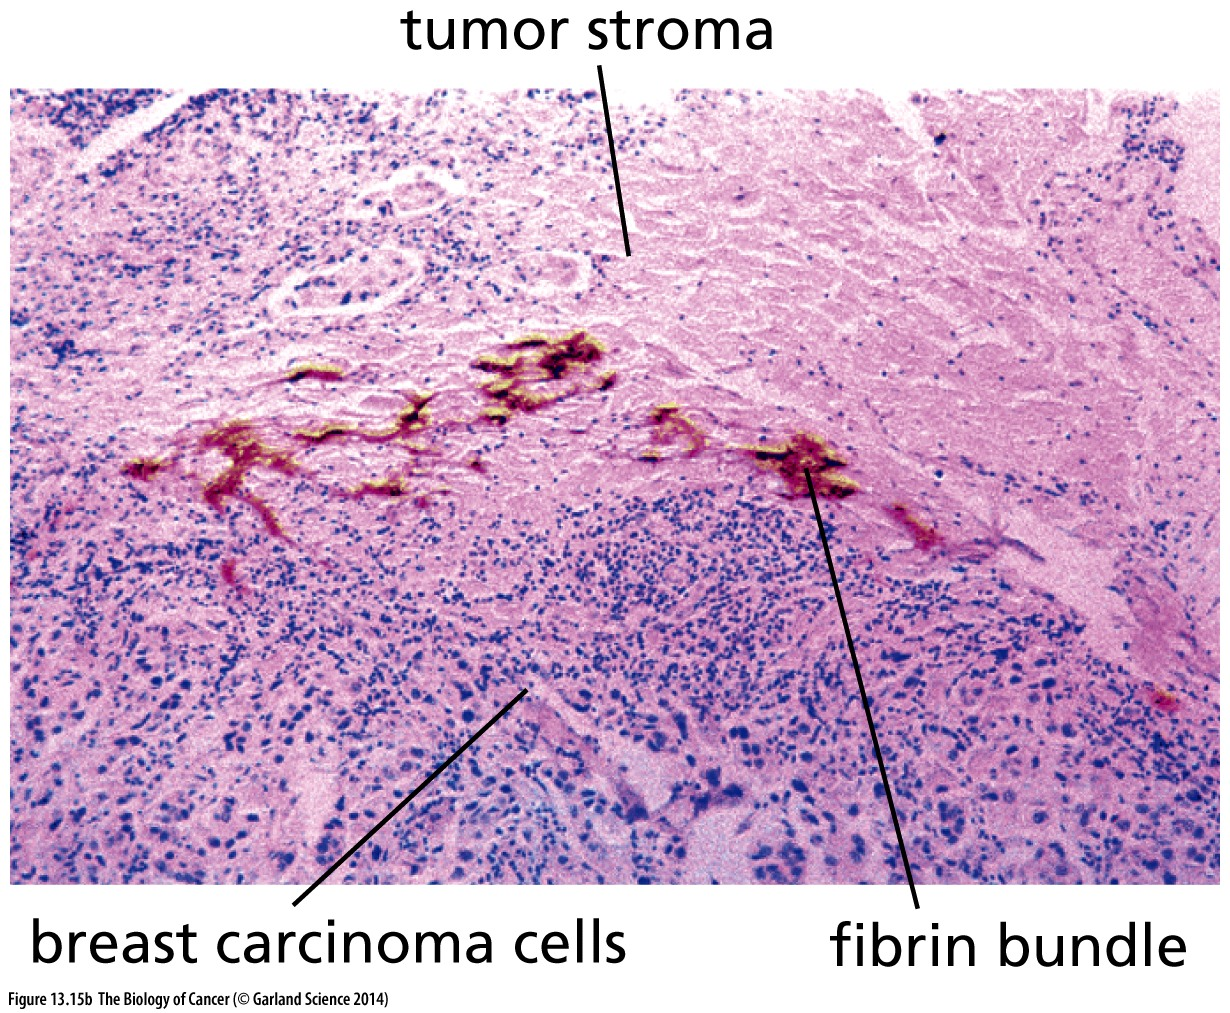 tumor stroma
breast carcinoma cells
fibrin bundle
Figure 13.15b The Biology of Cancer (© Garland Science 2014)